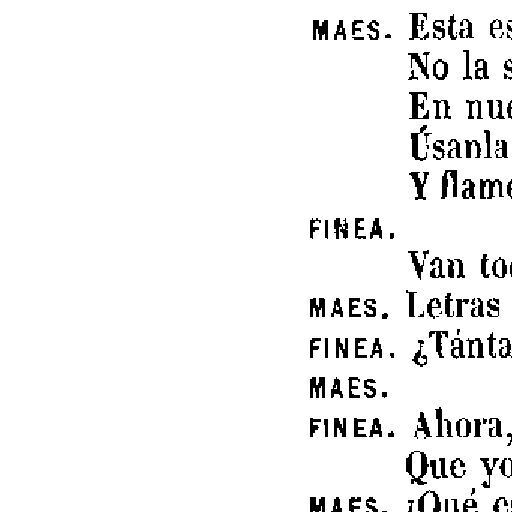 MAES. Esta es
No la s
En nue
Úsanla
Y flame
FINEA.
Van to
MAES. Letras
FINEA. ¿Tánta
MAES.
FINEA. Ahora,
Que yo
MAES. ¿Qué es